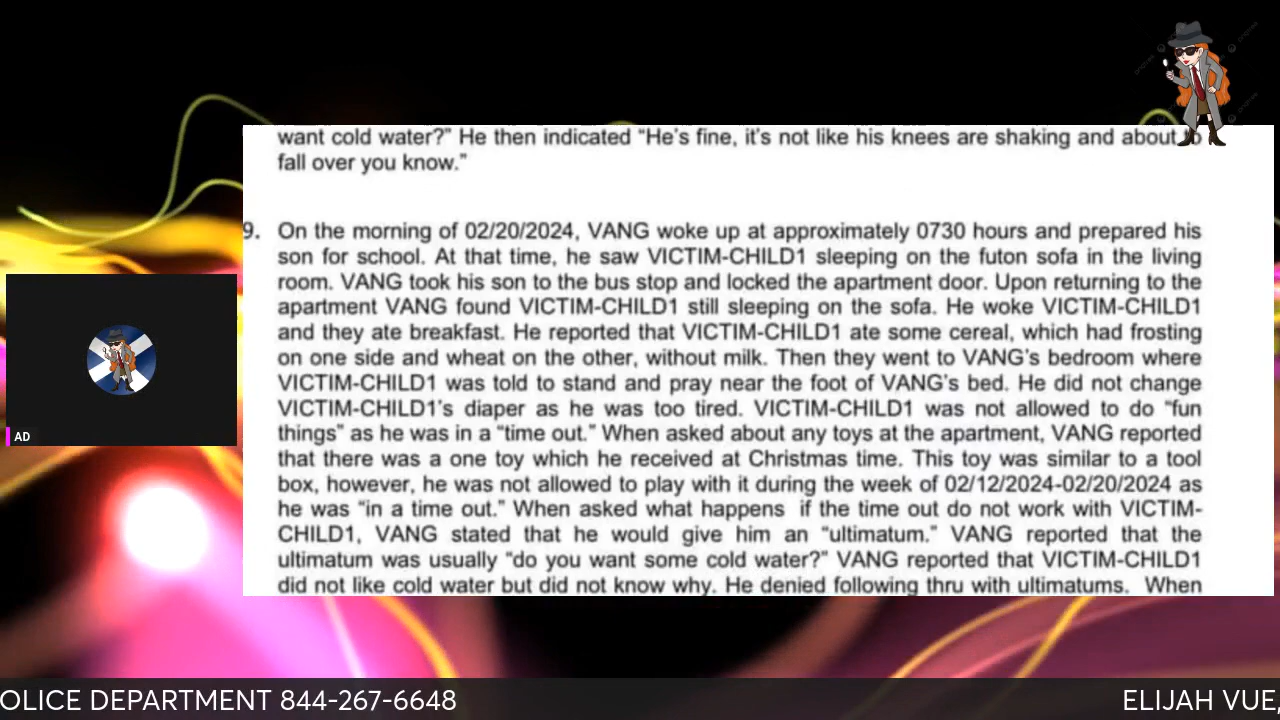 want cold water?” He then indicated “He’s fine, it’s not like his knees are shaking and about to
fall over you know.”
9. On the morning of 02/20/2024, VANG woke up at approximately 0730 hours and prepared his
son for school. At that time, he saw VICTIM-CHILD1 sleeping on the futon sofa in the living
room. VANG took his son to the bus stop and locked the apartment door. Upon returning to the
apartment VANG found VICTIM-CHILD1 still sleeping on the sofa. He woke VICTIM-CHILD1
and they ate breakfast. He reported that VICTIM-CHILD1 ate some cereal, which had frosting
on one side and wheat on the other, without milk. Then they went to VANG’s bedroom where
VICTIM-CHILD1 was told to stand and pray near the foot of VANG’s bed. He did not change
VICTIM-CHILD1’s diaper as he was too tired. VICTIM-CHILD1 was not allowed to do “fun
things” as he was in a “time out.” When asked about any toys at the apartment, VANG reported
that there was a one toy which he received at Christmas time. This toy was similar to a tool
box, however, he was not allowed to play with it during the week of 02/12/2024-02/20/2024 as
he was “in a time out.” When asked what happens if the time out do not work with VICTIM-
CHILD1, VANG stated that he would give him an “ultimatum.” VANG reported that the
ultimatum was usually “do you want some cold water?” VANG reported that VICTIM-CHILD1
did not like cold water but did not know why. He denied following thru with ultimatums. When
AD
OLICE DEPARTMENT 844-267-6648
ELIJAH VUE,